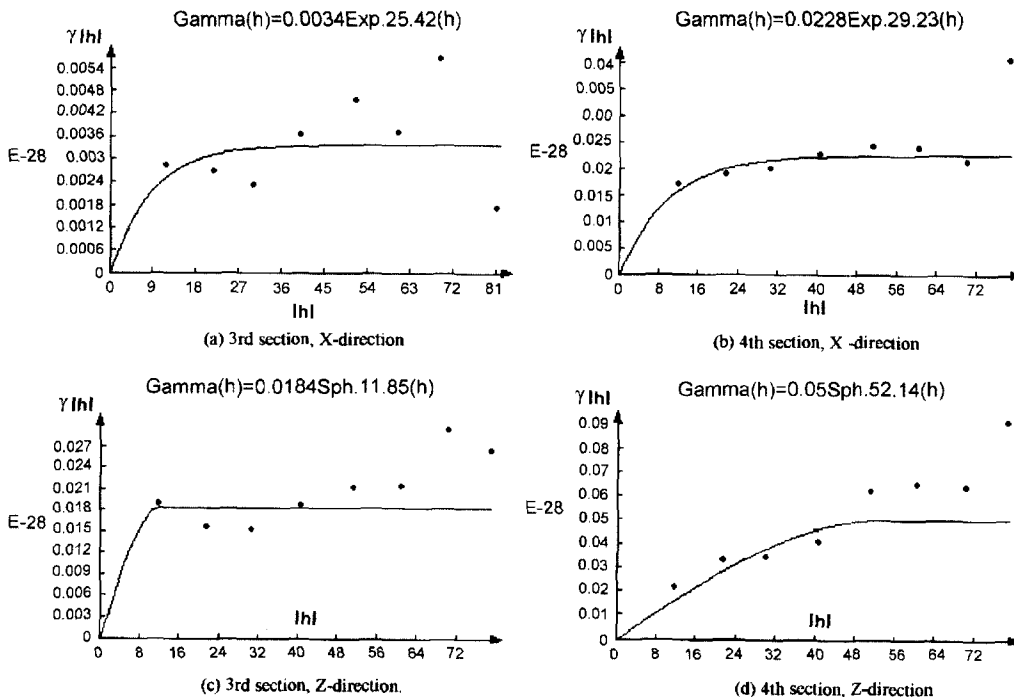 Gamma(h)=0.0034Exp.25.42(h)
γ|h|
0.0054
0.0048
0.0042
0.0036
E-28
0.003
0.0024
0.0018
0.0012
0.0006
0
0 9 18 27 36 45 54 63 72 81
|h|
(a) 3rd section, X-direction
Gamma(h)=0.0228Exp.29.23(h)
γ|h|
0.04
0.005
0.00
0.025
E-28
0.02
0.015
0.01
0.005
0
0 8 16 24 32 40 48 56 64 72
|h|
(b) 4th section, X -direction
Gamma(h)=0.0184Sph.11.85(h)
γ|h|
0.027
0.024
0.021
0.018
E-28
0.015
0.012
0.009
0.006
0.003
0
|h|
0 8 16 24 32 40 48 56 64 72
(c) 3rd section, Z-direction.
Gamma(h)=0.05Sph.52.14(h)
γ|h|
0.09
0.08
0.07
0.06
E-28
0.05
0.04
0.03
0.02
0.01
0
|h|
0 8 16 24 32 40 48 56 64 72
(d) 4th section, Z-direction